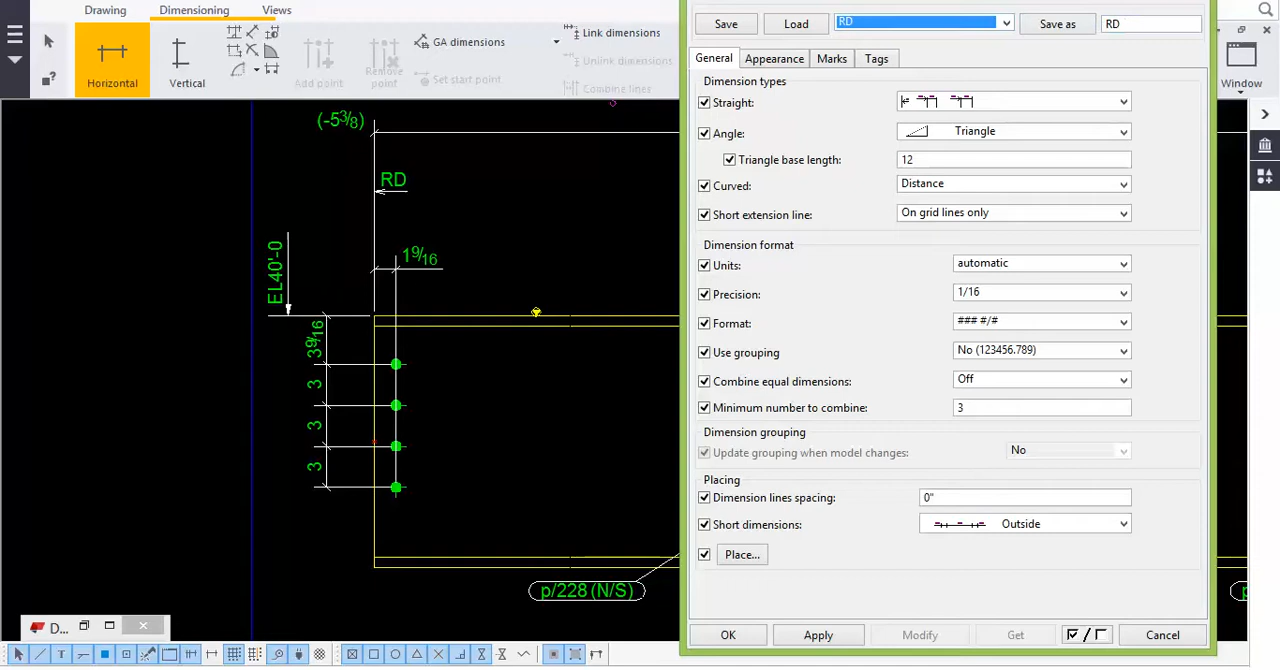 Drawing Dimensioning Views
Save Load RD Save as RD
Horizontal
Vertical
Add point
Remove point
GA dimensions
Set start point
Link dimensions
Unlink dimensions
Combine lines
Window
General Appearance Marks Tags
Dimension types
Straight:
Angle: Triangle
Triangle base length: 12
Curved: Distance
Short extension line: On grid lines only
Dimension format
Units: automatic
Precision: 1/16
Format: ### #/#
Use grouping No (123456.789)
Combine equal dimensions: Off
Minimum number to combine: 3
Dimension grouping
Update grouping when model changes: No
Placing
Dimension lines spacing: 0"
Short dimensions: Outside
Place...
OK Apply Modify Get Cancel
(-5 3/8)
RD
1 9/16
EL40'-0
3 9/16
3
3
3
p/228 (N/S)
D...